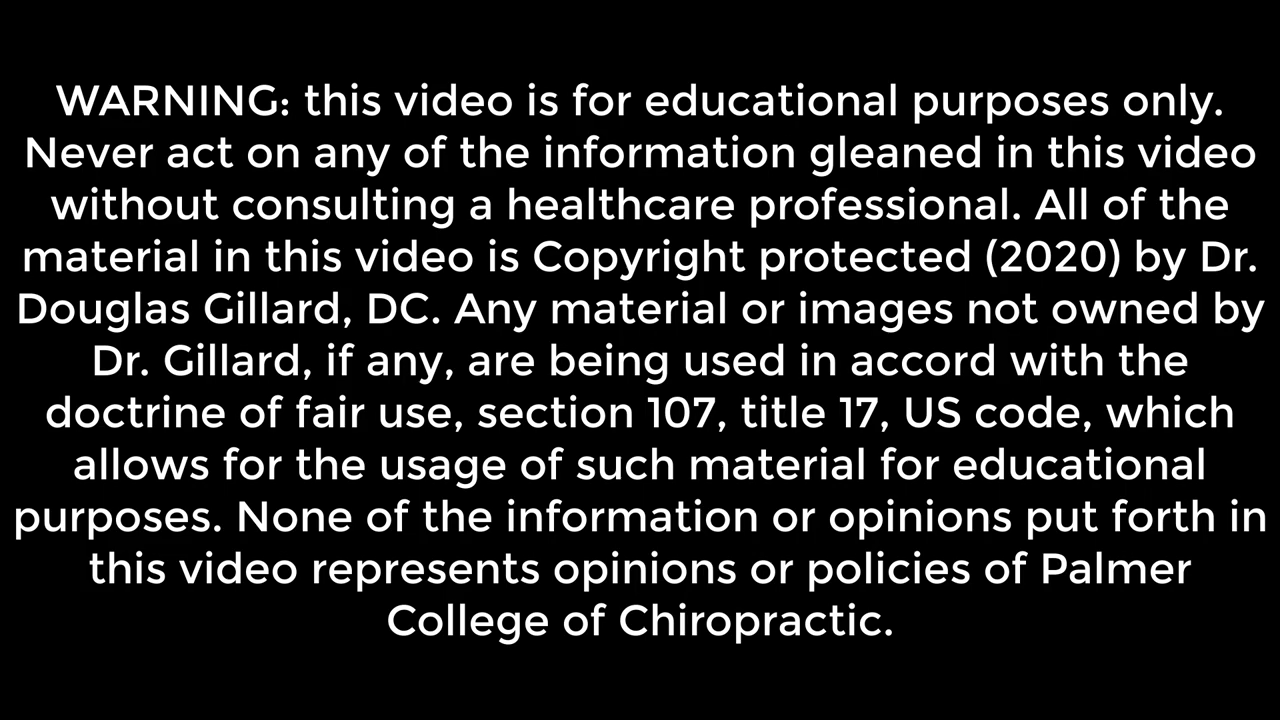 WARNING: this video is for educational purposes only.
Never act on any of the information gleaned in this video
without consulting a healthcare professional. All of the
material in this video is Copyright protected (2020) by Dr.
Douglas Gillard, DC. Any material or images not owned by
Dr. Gillard, if any, are being used in accord with the
doctrine of fair use, section 107, title 17, US code, which
allows for the usage of such material for educational
purposes. None of the information or opinions put forth in
this video represents opinions or policies of Palmer
College of Chiropractic.